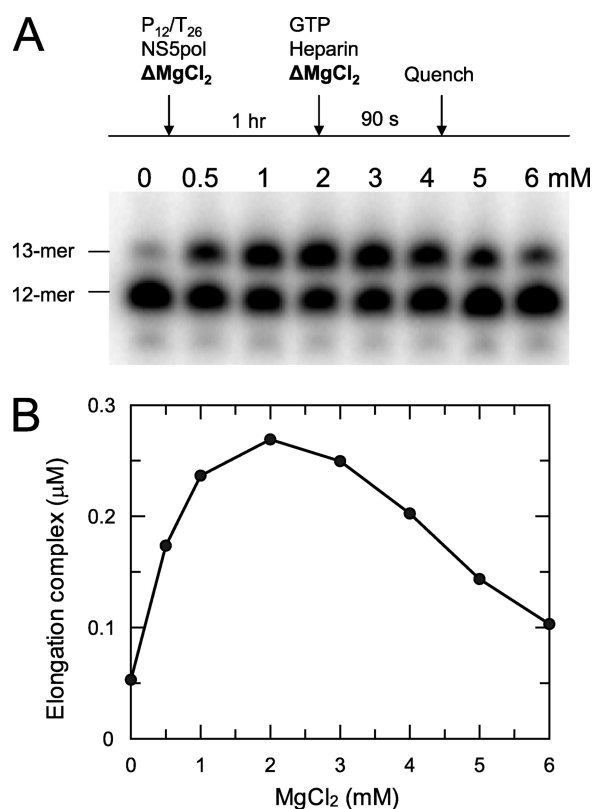 A
P₁₂/T₂₆
NS5pol
ΔMgCl₂
GTP
Heparin
ΔMgCl₂
Quench
1 hr
90 s
0 0.5 1 2 3 4 5 6 mM
13-mer
12-mer
B
Elongation complex (μM)
0.3
0.2
0.1
0
0 1 2 3 4 5 6
MgCl₂ (mM)